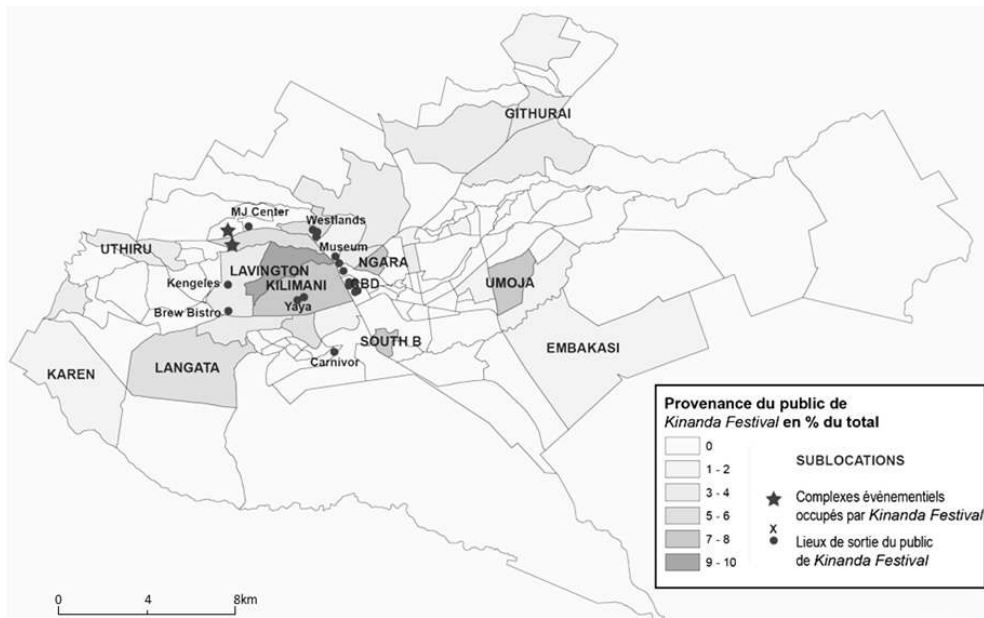 GITHURAI
MJ Center
Westlands
UTHIRU
Museum
NGARA
LAVINGTON
Kengeles
KILIMANI
CBD
UMOJA
Yaya
Brew Bistro
SOUTH B
EMBAKASI
Carnivor
LANGATA
KAREN
Provenance du public de
Kinanda Festival en % du total
0
1 - 2
3 - 4
5 - 6
7 - 8
9 - 10
SUBLOCATIONS
Complexes événementiels
occupés par Kinanda Festival
x
Lieux de sortie du public
de Kinanda Festival
0 4 8km